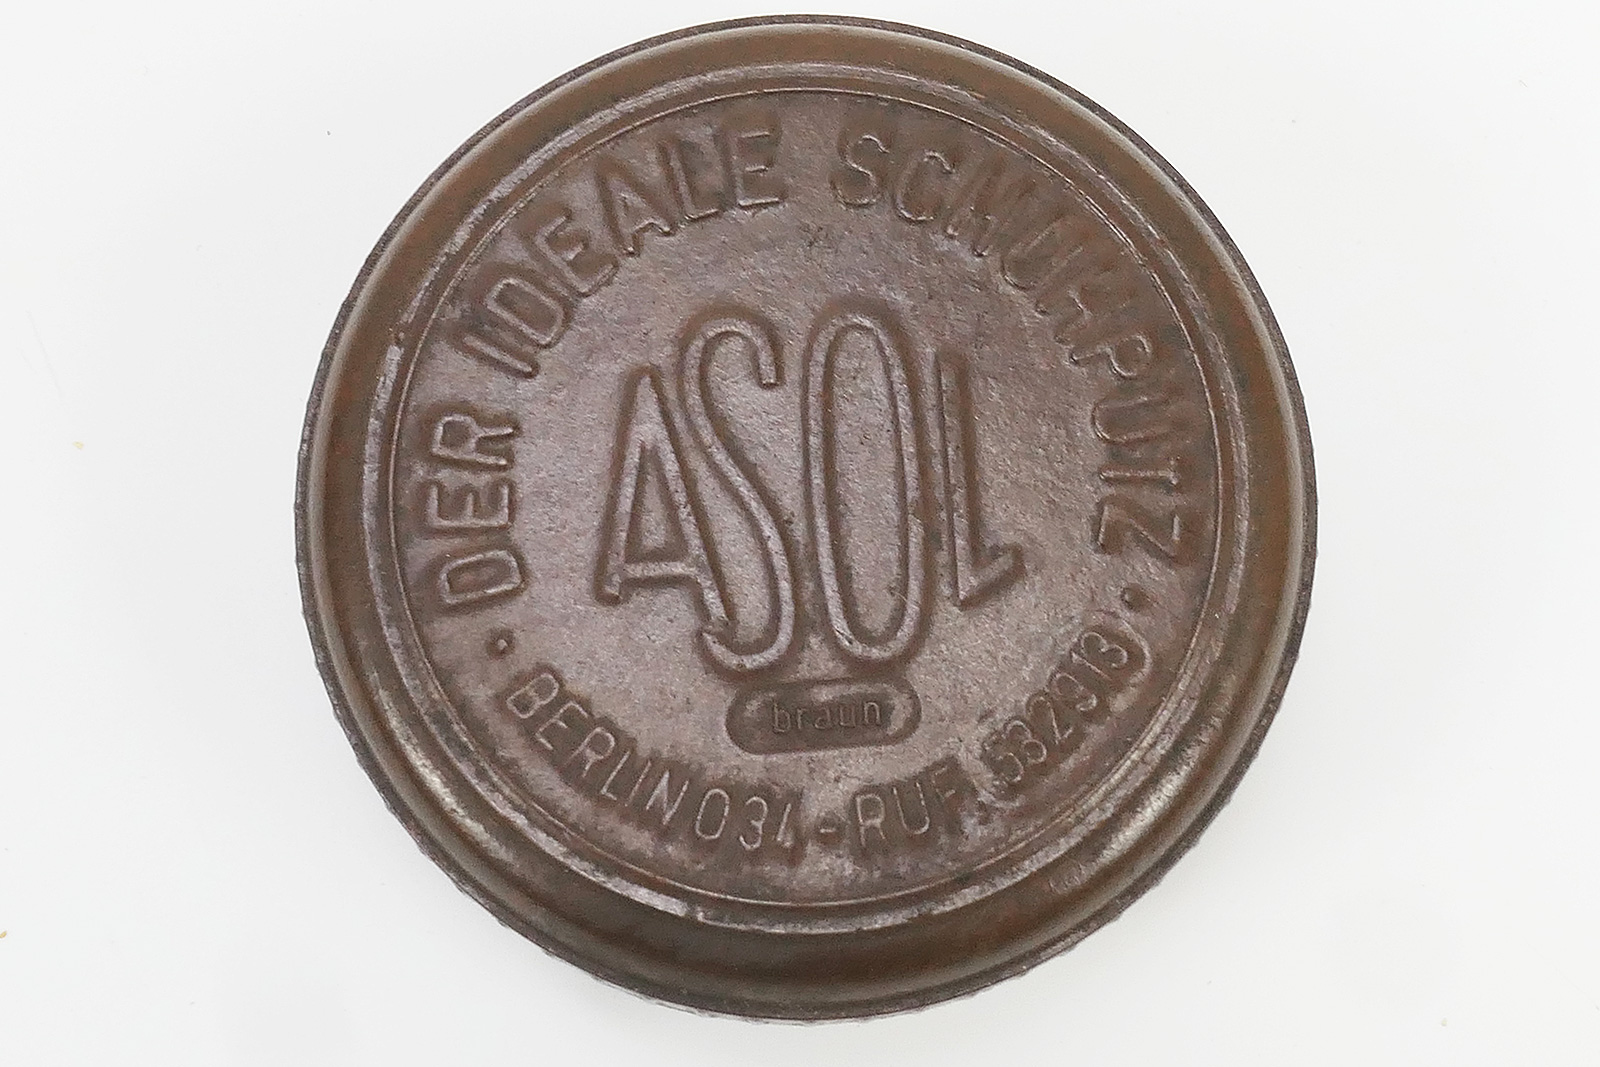 · DER IDEALE SCHUHPUTZ ·
ASOL
braun
BERLIN O34 - RUF. 532913